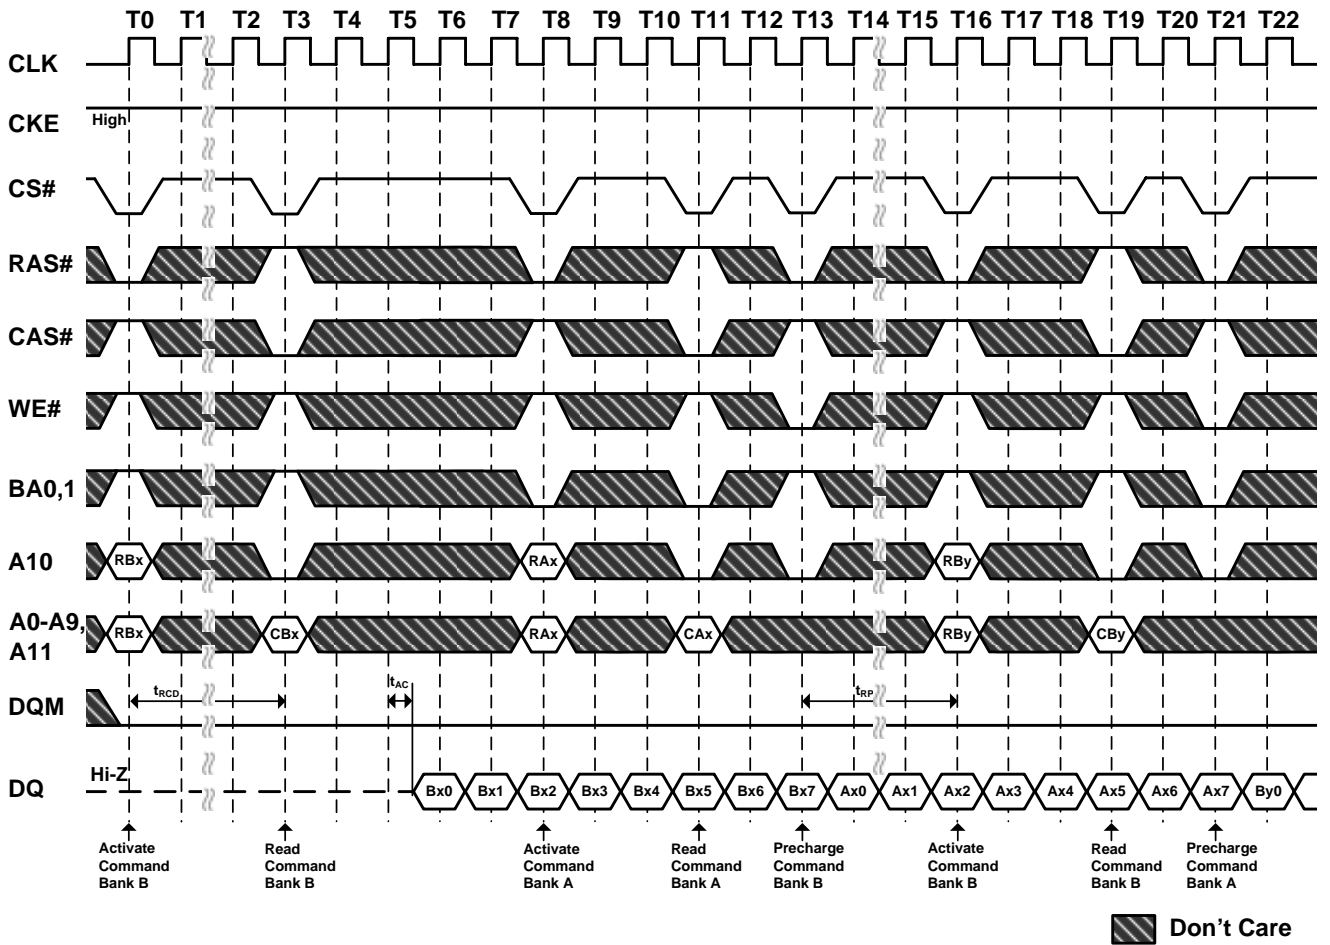 T0 T1 T2 T3 T4 T5 T6 T7 T8 T9 T10 T11 T12 T13 T14 T15 T16 T17 T18 T19 T20 T21 T22
CLK
CKE High
CS#
RAS#
CAS#
WE#
BA0,1
A10 RBx RAx RBy
A0-A9,
A11
RBx CBx RAx CAx RBy CBy
tRCD tAC tRP
DQM
Hi-Z
DQ Bx0 Bx1 Bx2 Bx3 Bx4 Bx5 Bx6 Bx7 Ax0 Ax1 Ax2 Ax3 Ax4 Ax5 Ax6 Ax7 By0
Activate
Command
Bank B
Read
Command
Bank B
Activate
Command
Bank A
Read
Command
Bank A
Precharge
Command
Bank B
Activate
Command
Bank B
Read
Command
Bank B
Precharge
Command
Bank A
Don't Care